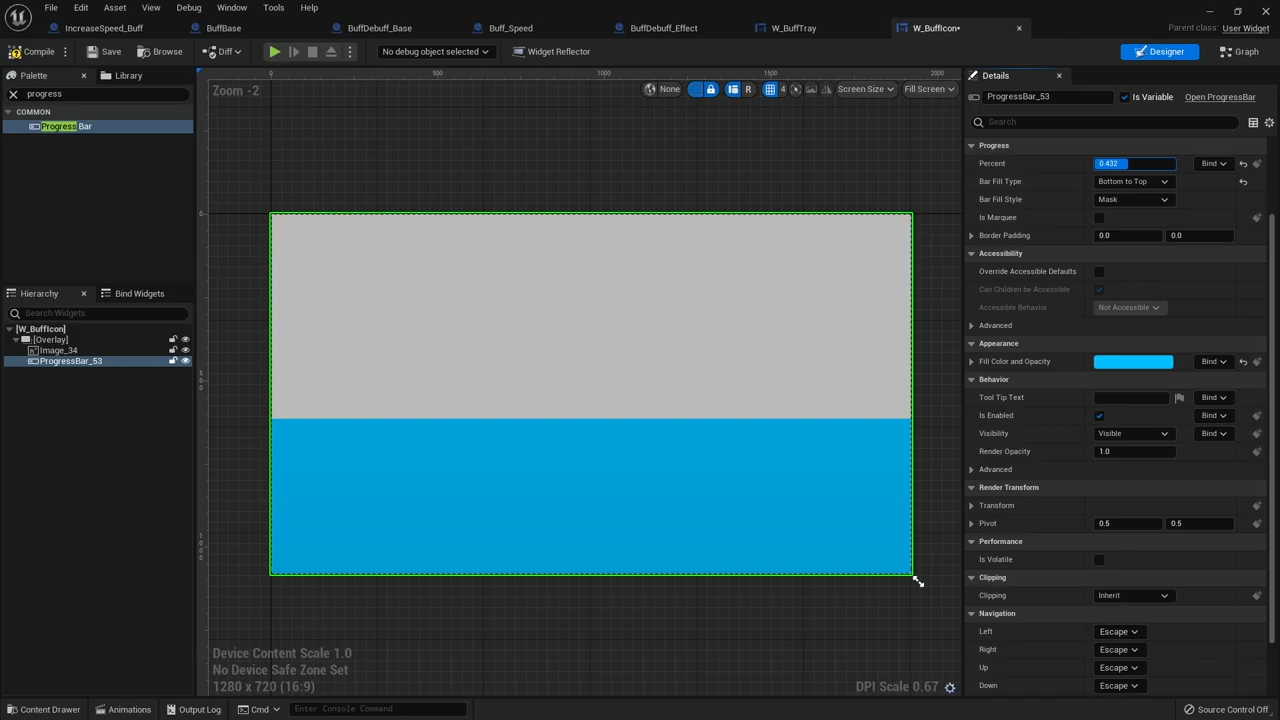 File Edit Asset View Debug Window Tools Help
IncreaseSpeed_Buff BuffBase BuffDebuff_Base Buff_Speed BuffDebuff_Effect W_BuffTray W_BuffIcon* Parent class: User Widget
Compile Save Browse Diff No debug object selected Widget Reflector Designer Graph
Palette Library
progress
COMMON
Progress Bar
Hierarchy Bind Widgets
Search Widgets
[W_BuffIcon]
[Overlay]
Image_34
ProgressBar_53
0 500 1000 1500 2000
Zoom -2 None R 4 Screen Size Fill Screen
0
500
1000
Device Content Scale 1.0
No Device Safe Zone Set
1280 x 720 (16:9) DPI Scale 0.67
Details
ProgressBar_53 Is Variable Open ProgressBar
Search
Progress
Percent 0.432 Bind
Bar Fill Type Bottom to Top
Bar Fill Style Mask
Is Marquee
Border Padding 0.0 0.0
Accessibility
Override Accessible Defaults
Can Children be Accessible
Accessible Behavior Not Accessible
Advanced
Appearance
Fill Color and Opacity Bind
Behavior
Tool Tip Text Bind
Is Enabled Bind
Visibility Visible Bind
Render Opacity 1.0
Advanced
Render Transform
Transform
Pivot 0.5 0.5
Performance
Is Volatile
Clipping
Clipping Inherit
Navigation
Left Escape
Right Escape
Up Escape
Down Escape
Content Drawer Animations Output Log Cmd Enter Console Command Source Control Off